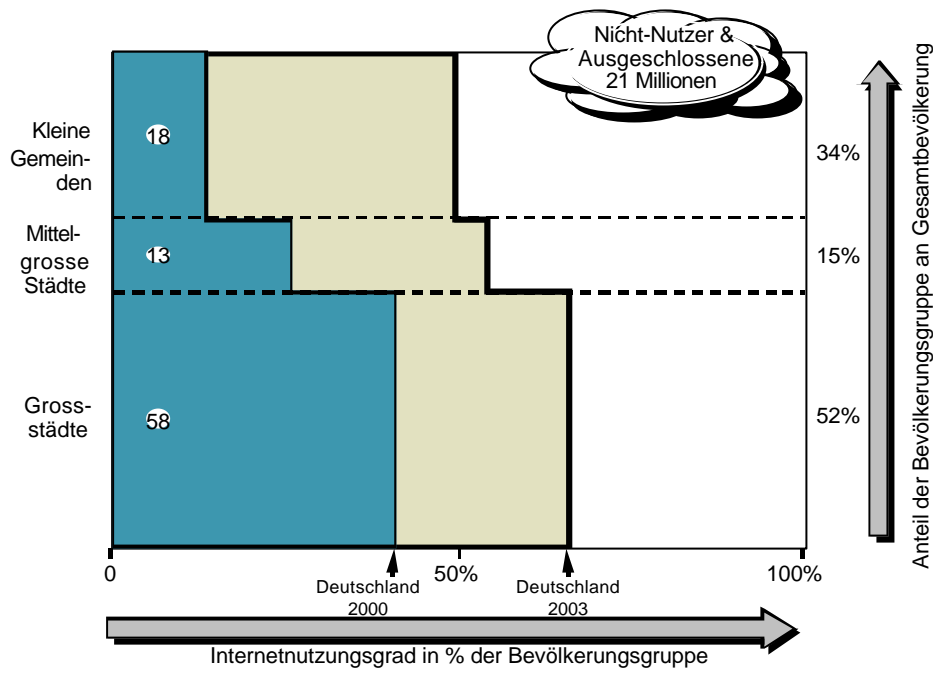 Nicht-Nutzer &
Ausgeschlossene
21 Millionen
Kleine
Gemein-
den
18
34%
Mittel-
grosse
Städte
13
15%
Gross-
städte
58
52%
Anteil der Bevölkerungsgruppe an Gesamtbevölkerung
0
50%
100%
Deutschland
2000
Deutschland
2003
Internetnutzungsgrad in % der Bevölkerungsgruppe